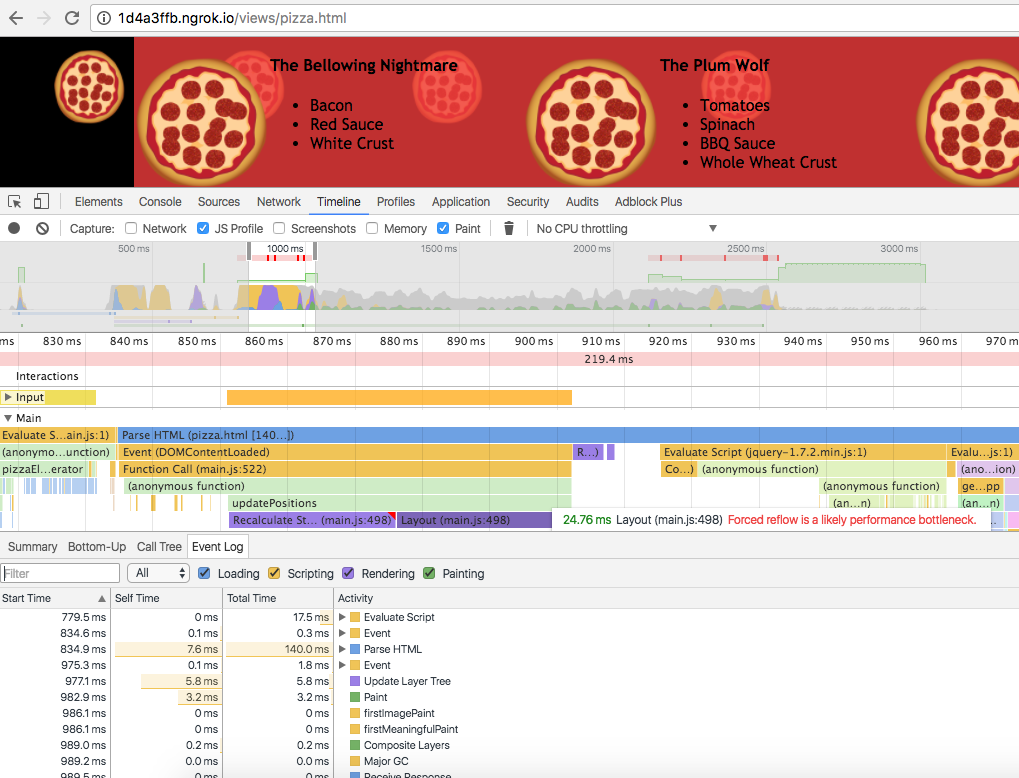 1d4a3ffb.ngrok.io/views/pizza.html
The Bellowing Nightmare
• Bacon
• Red Sauce
• White Crust
The Plum Wolf
• Tomatoes
• Spinach
• BBQ Sauce
• Whole Wheat Crust
Elements Console Sources Network Timeline Profiles Application Security Audits Adblock Plus
Capture: Network JS Profile Screenshots Memory Paint No CPU throttling
500 ms 1000 ms 1500 ms 2000 ms 2500 ms 3000 ms
ms 830 ms 840 ms 850 ms 860 ms 870 ms 880 ms 890 ms 900 ms 910 ms 920 ms 930 ms 940 ms 950 ms 960 ms 970 m
219.4 ms
Interactions
Input
Main
Evaluate S...ain.js:1) Parse HTML (pizza.html [140...])
(anonymo...unction) Event (DOMContentLoaded) R...) Evaluate Script (jquery-1.7.2.min.js:1) Evalu...js:1)
pizzaEl...erator Function Call (main.js:522) Co...) (anonymous function) (ano...ion)
(anonymous function) (anonymous function) ge...pp
updatePositions (an...n) (an...n)
Recalculate St... (main.js:498) Layout (main.js:498) 24.76 ms Layout (main.js:498) Forced reflow is a likely performance bottleneck.
Summary Bottom-Up Call Tree Event Log
Filter All Loading Scripting Rendering Painting
Start Time Self Time Total Time Activity
779.5 ms 0 ms 17.5 ms Evaluate Script
834.6 ms 0.1 ms 0.3 ms Event
834.9 ms 7.6 ms 140.0 ms Parse HTML
975.3 ms 0.1 ms 1.8 ms Event
977.1 ms 5.8 ms 5.8 ms Update Layer Tree
982.9 ms 3.2 ms 3.2 ms Paint
986.1 ms 0 ms 0 ms firstImagePaint
986.1 ms 0 ms 0 ms firstMeaningfulPaint
989.0 ms 0.2 ms 0.2 ms Composite Layers
989.2 ms 0.0 ms 0.0 ms Major GC
989.5 ms 0 ms 0 ms Receive Response